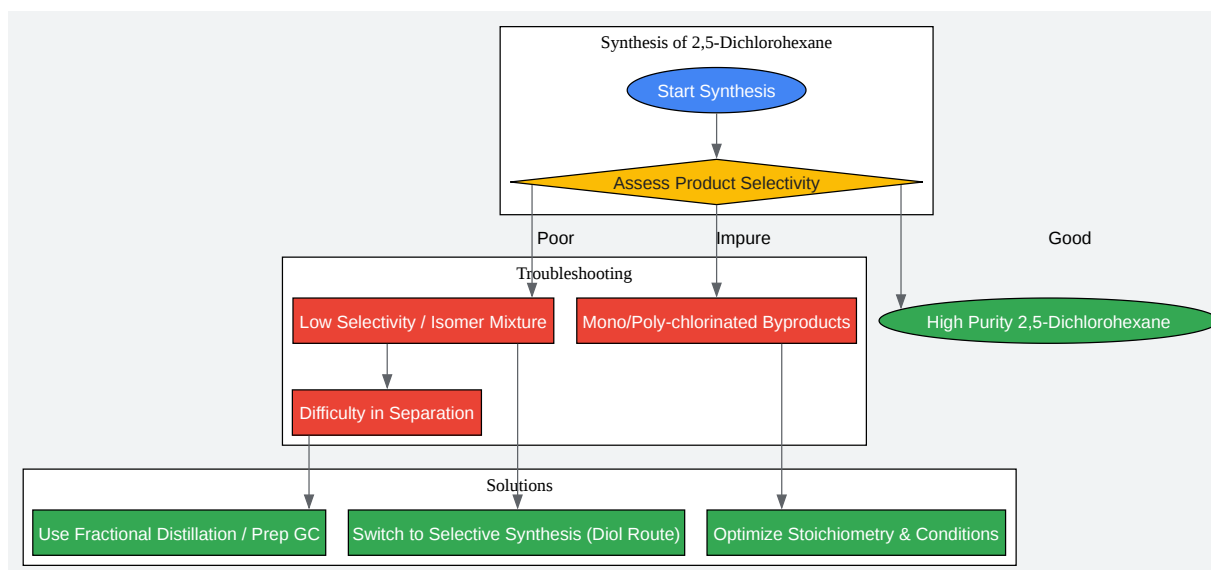 Synthesis of 2,5-Dichlorohexane
Start Synthesis
Assess Product Selectivity
Poor
Impure
Good
Troubleshooting
Low Selectivity / Isomer Mixture
Mono/Poly-chlorinated Byproducts
High Purity 2,5-Dichlorohexane
Difficulty in Separation
Solutions
Use Fractional Distillation / Prep GC
Switch to Selective Synthesis (Diol Route)
Optimize Stoichiometry & Conditions